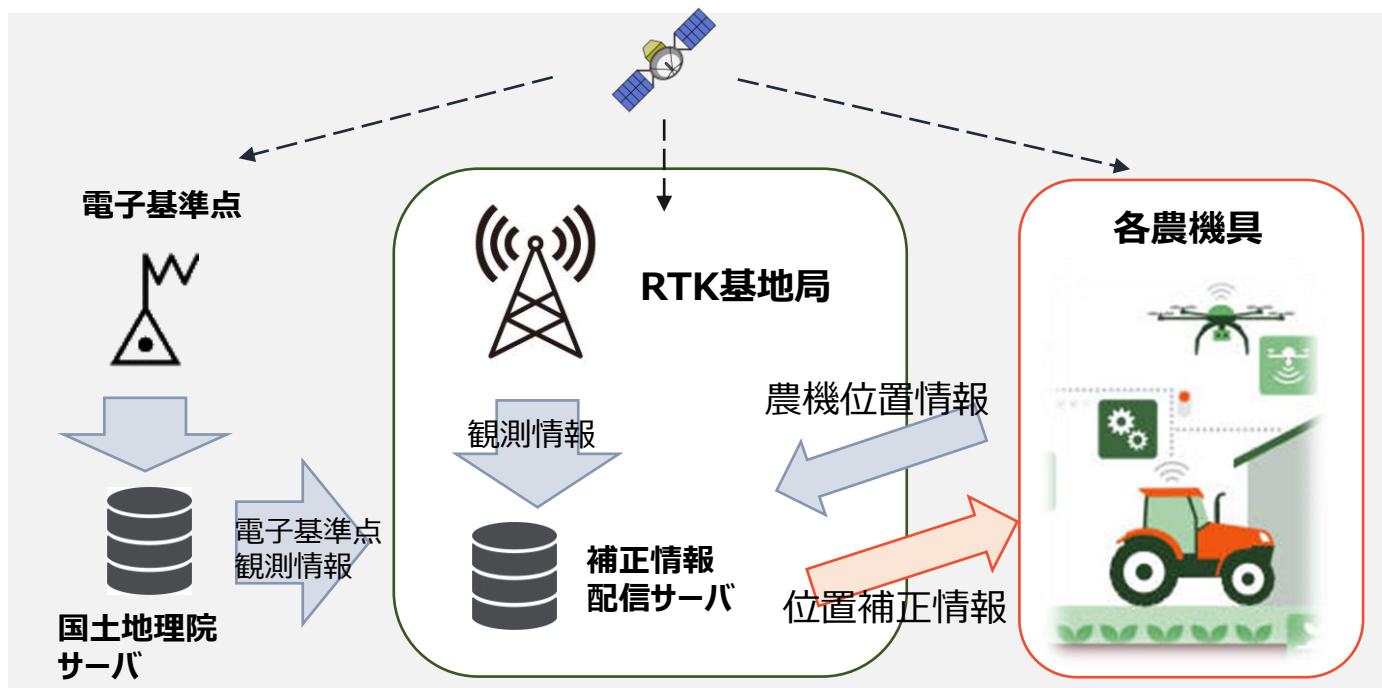 電子基準点
RTK基地局
各農機具
観測情報
農機位置情報
電子基準点
観測情報
補正情報
配信サーバ
位置補正情報
国土地理院
サーバ